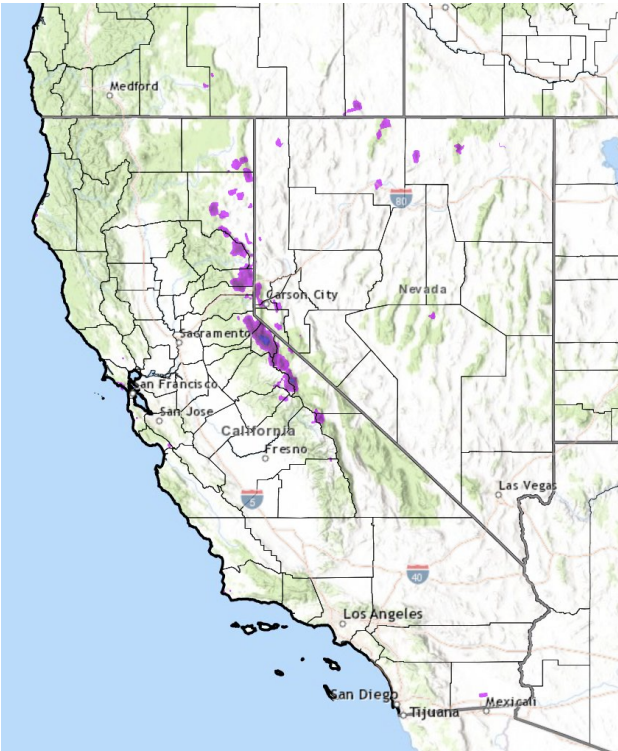 Medford
80
Carson City
Nevada
Sacramento
San Francisco
San Jose
California
Fresno
Las Vegas
5
40
Los Angeles
San Diego
Mexicali
Tijuana